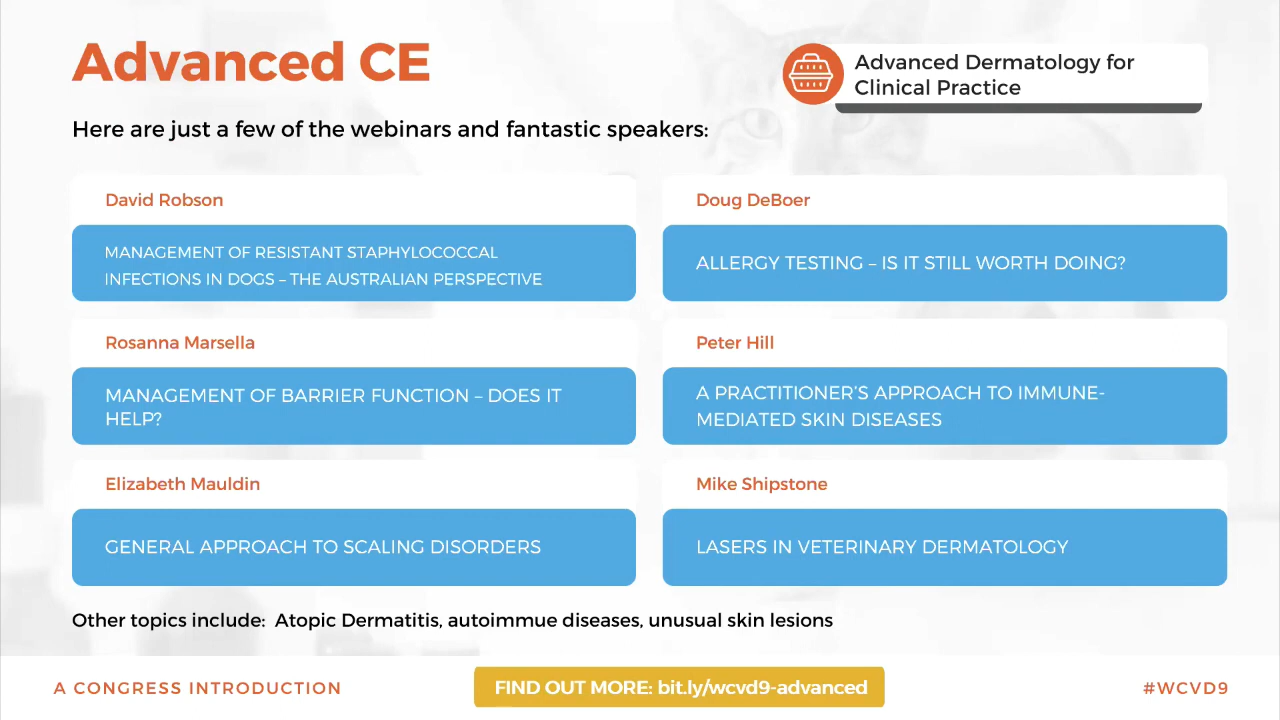 Advanced CE
Advanced Dermatology for
Clinical Practice
Here are just a few of the webinars and fantastic speakers:
David Robson
MANAGEMENT OF RESISTANT STAPHYLOCOCCAL
INFECTIONS IN DOGS – THE AUSTRALIAN PERSPECTIVE
Doug DeBoer
ALLERGY TESTING – IS IT STILL WORTH DOING?
Rosanna Marsella
MANAGEMENT OF BARRIER FUNCTION – DOES IT
HELP?
Peter Hill
A PRACTITIONER’S APPROACH TO IMMUNE-
MEDIATED SKIN DISEASES
Elizabeth Mauldin
GENERAL APPROACH TO SCALING DISORDERS
Mike Shipstone
LASERS IN VETERINARY DERMATOLOGY
Other topics include:  Atopic Dermatitis, autoimmue diseases, unusual skin lesions
A CONGRESS INTRODUCTION
FIND OUT MORE: bit.ly/wcvd9-advanced
#WCVD9